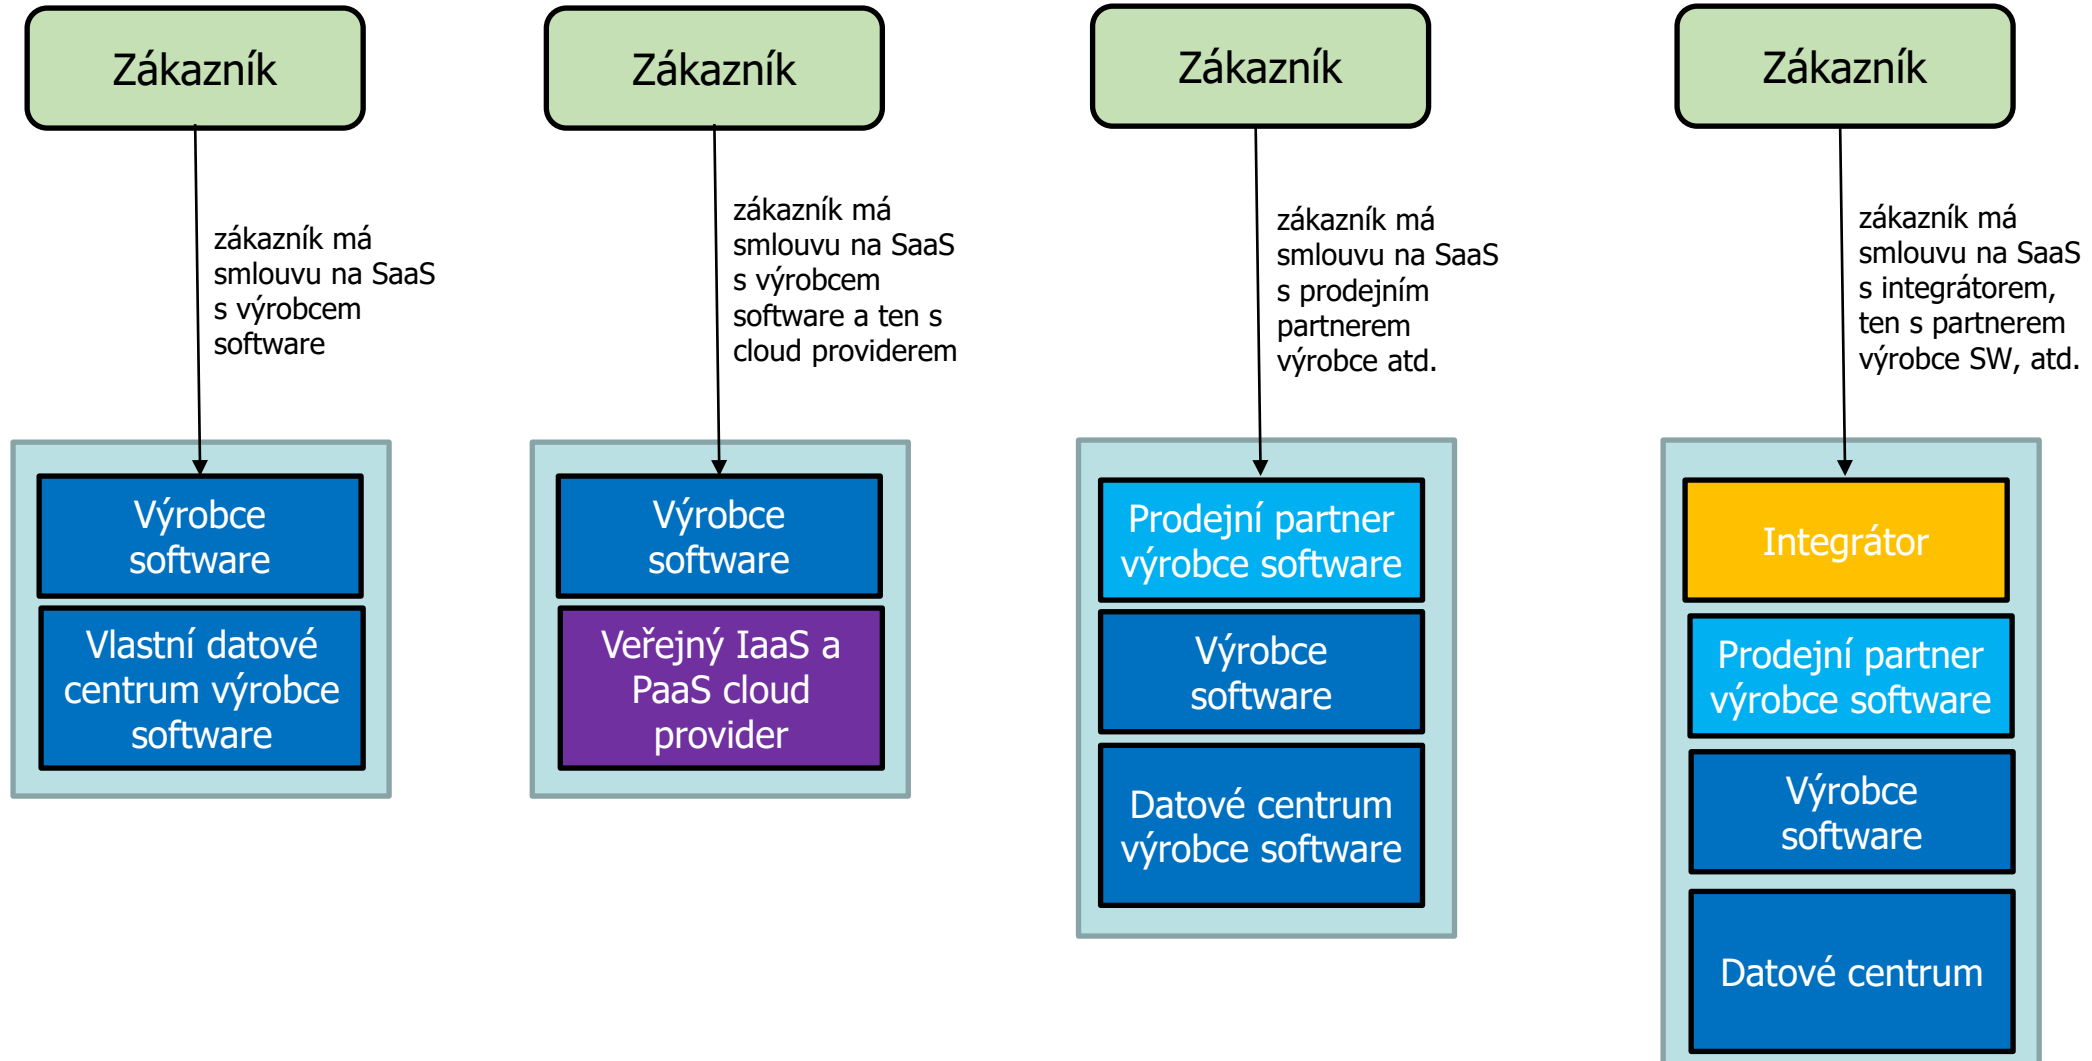 Zákazník
zákazník má
smlouvu na SaaS
s výrobcem
software
Výrobce
software
Vlastní datové
centrum výrobce
software
Zákazník
zákazník má
smlouvu na SaaS
s výrobcem
software a ten s
cloud providerem
Výrobce
software
Veřejný IaaS a
PaaS cloud
provider
Zákazník
zákazník má
smlouvu na SaaS
s prodejním
partnerem
výrobce atd.
Prodejní partner
výrobce software
Výrobce
software
Datové centrum
výrobce software
Zákazník
zákazník má
smlouvu na SaaS
s integrátorem,
ten s partnerem
výrobce SW, atd.
Integrátor
Prodejní partner
výrobce software
Výrobce
software
Datové centrum